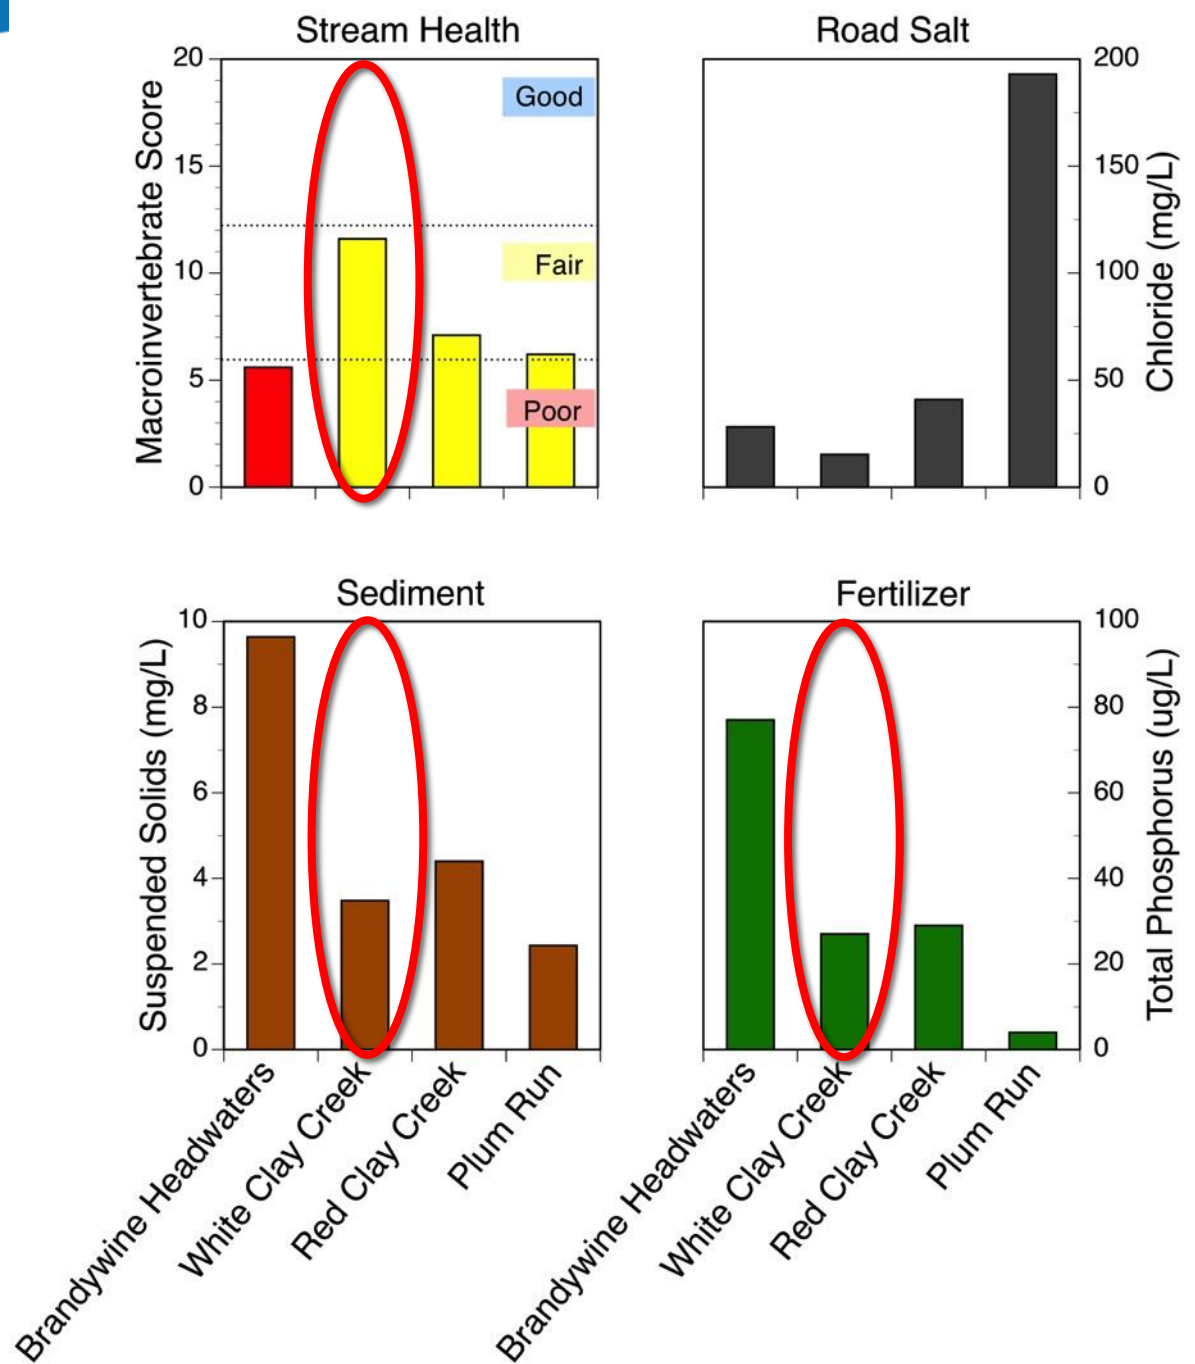 Stream Health
Macroinvertebrate Score
20
15
10
5
0
Good
Fair
Poor
Road Salt
200
150
100
50
0
Chloride (mg/L)
Sediment
Suspended Solids (mg/L)
10
8
6
4
2
0
Brandywine Headwaters
White Clay Creek
Red Clay Creek
Plum Run
Fertilizer
100
80
60
40
20
0
Total Phosphorus (ug/L)
Brandywine Headwaters
White Clay Creek
Red Clay Creek
Plum Run